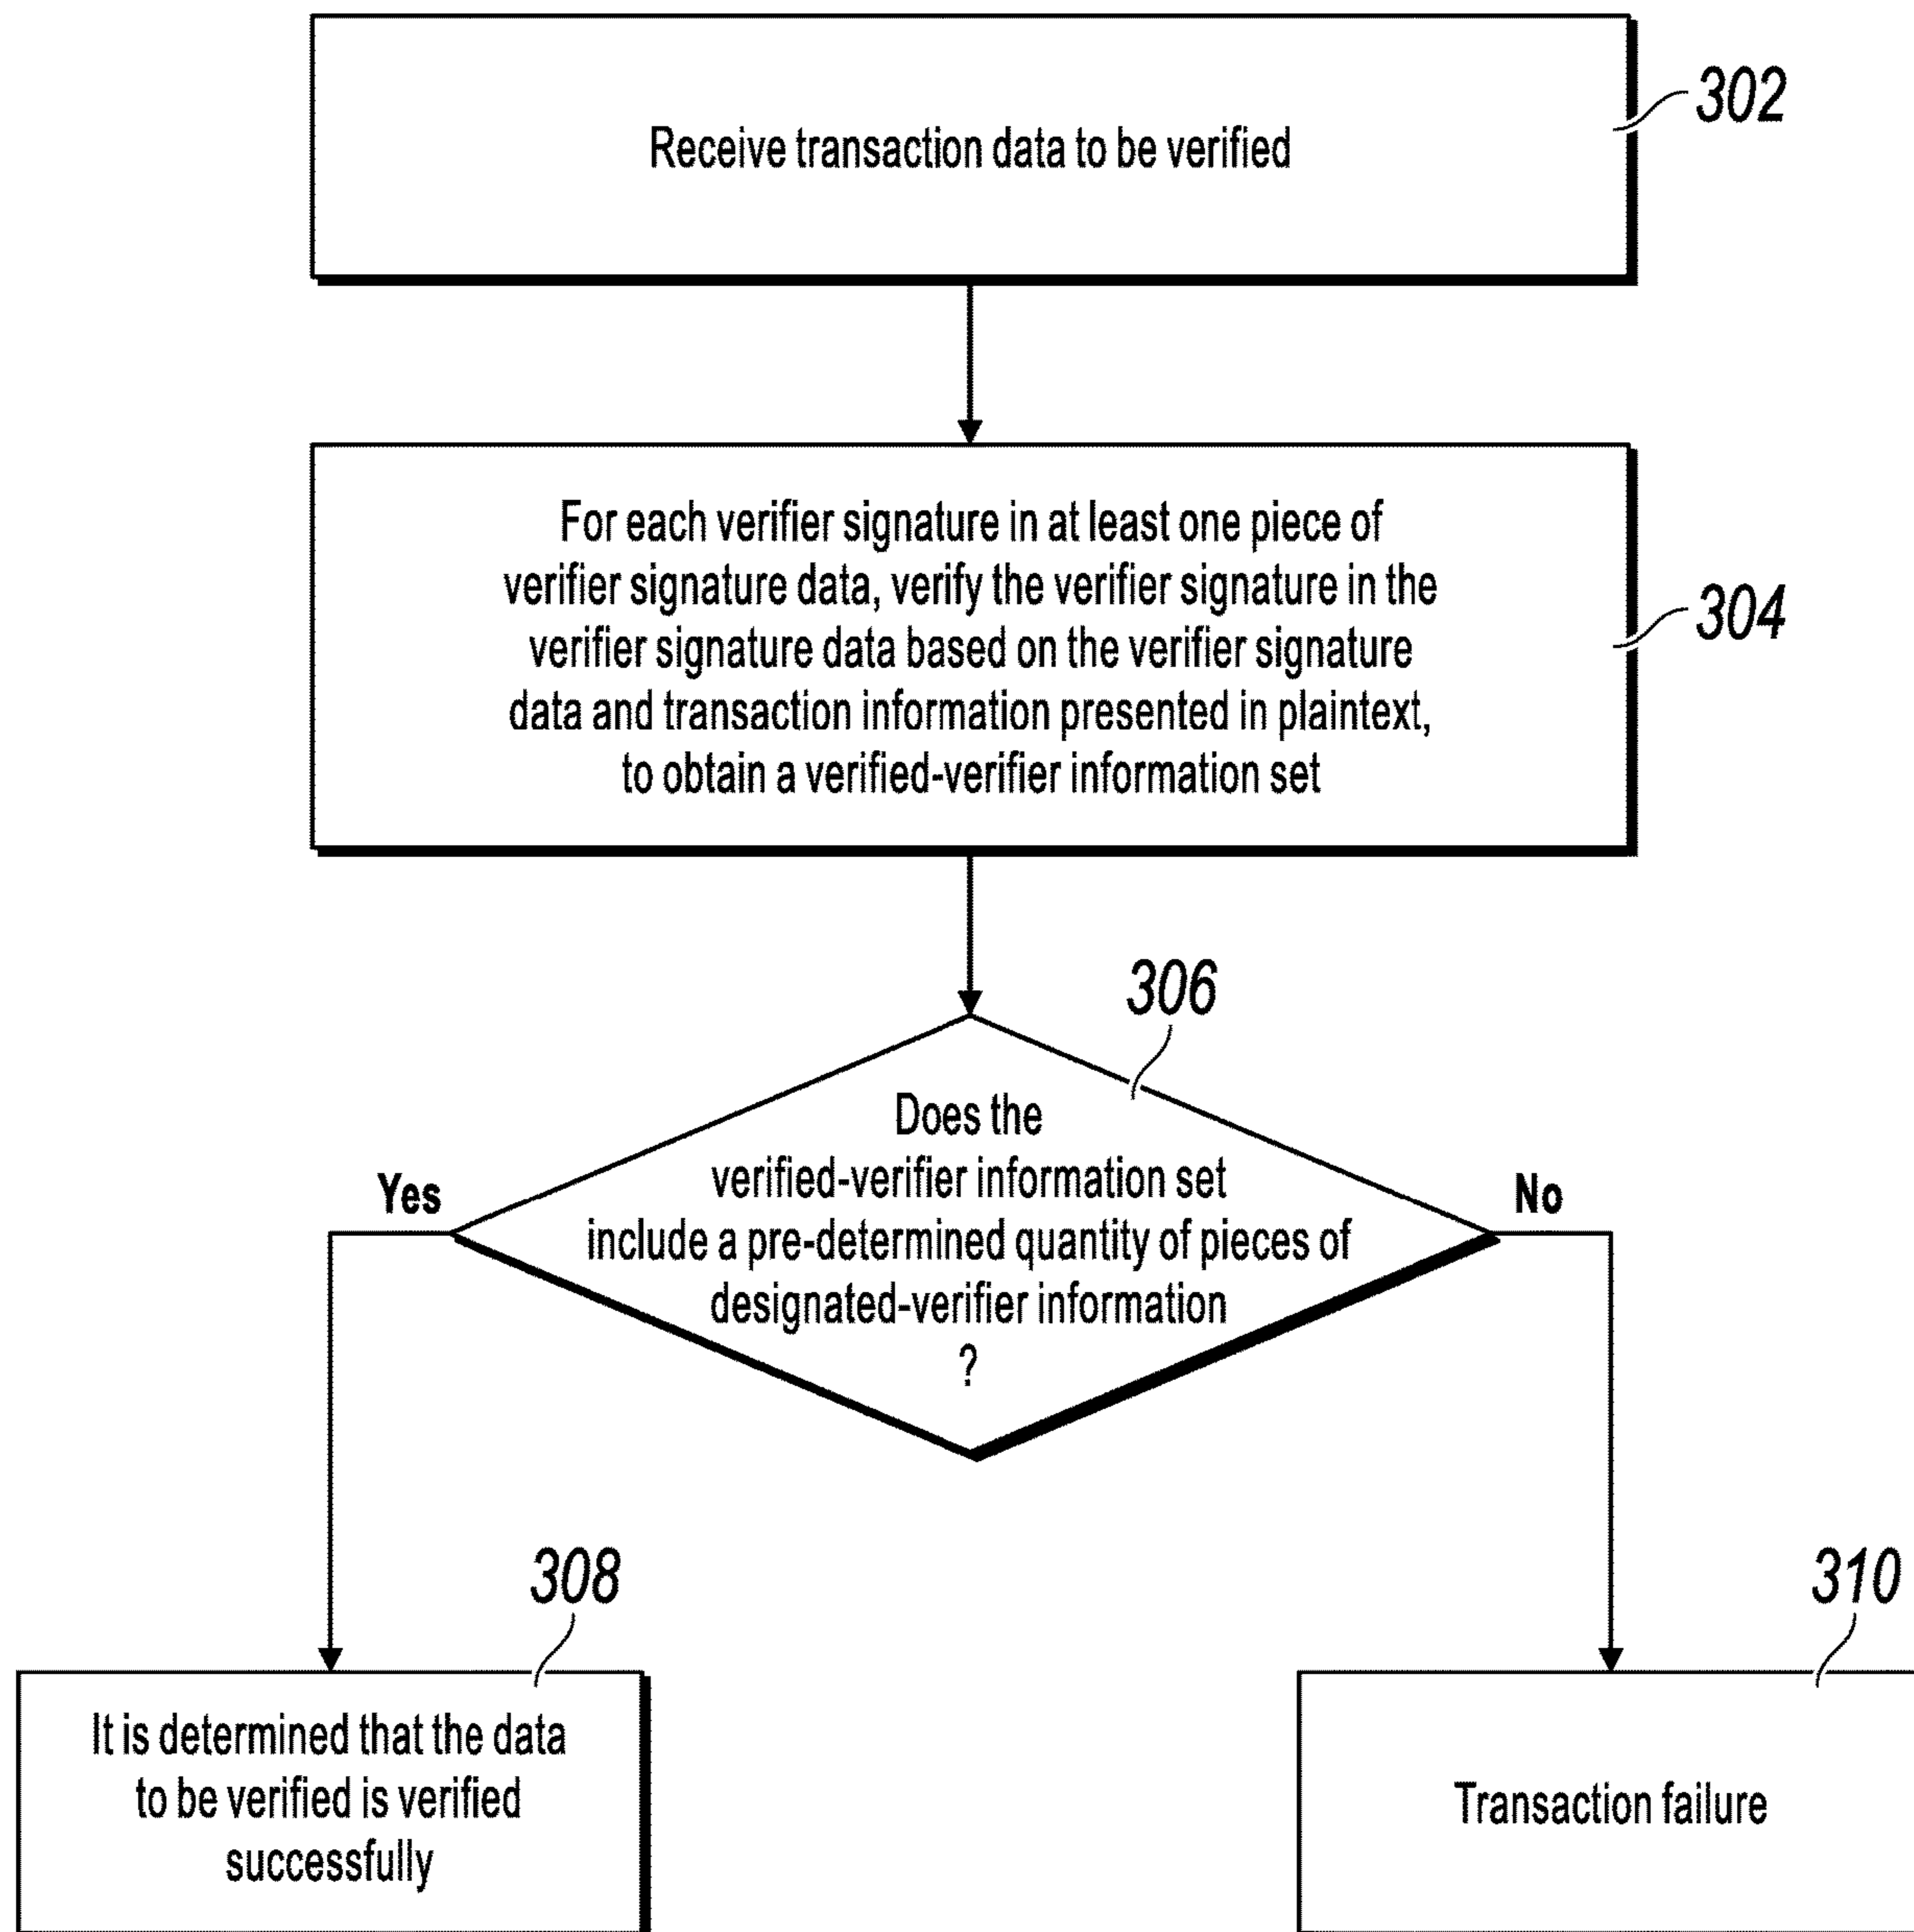 302
Receive transaction data to be verified
For each verifier signature in at least one piece of
verifier signature data, verify the verifier signature in the
verifier signature data based on the verifier signature
data and transaction information presented in plaintext,
to obtain a verified-verifier information set
304
306
Does the
verified-verifier information set
include a pre-determined quantity of pieces of
designated-verifier information
?
Yes
No
308
It is determined that the data
to be verified is verified
successfully
310
Transaction failure